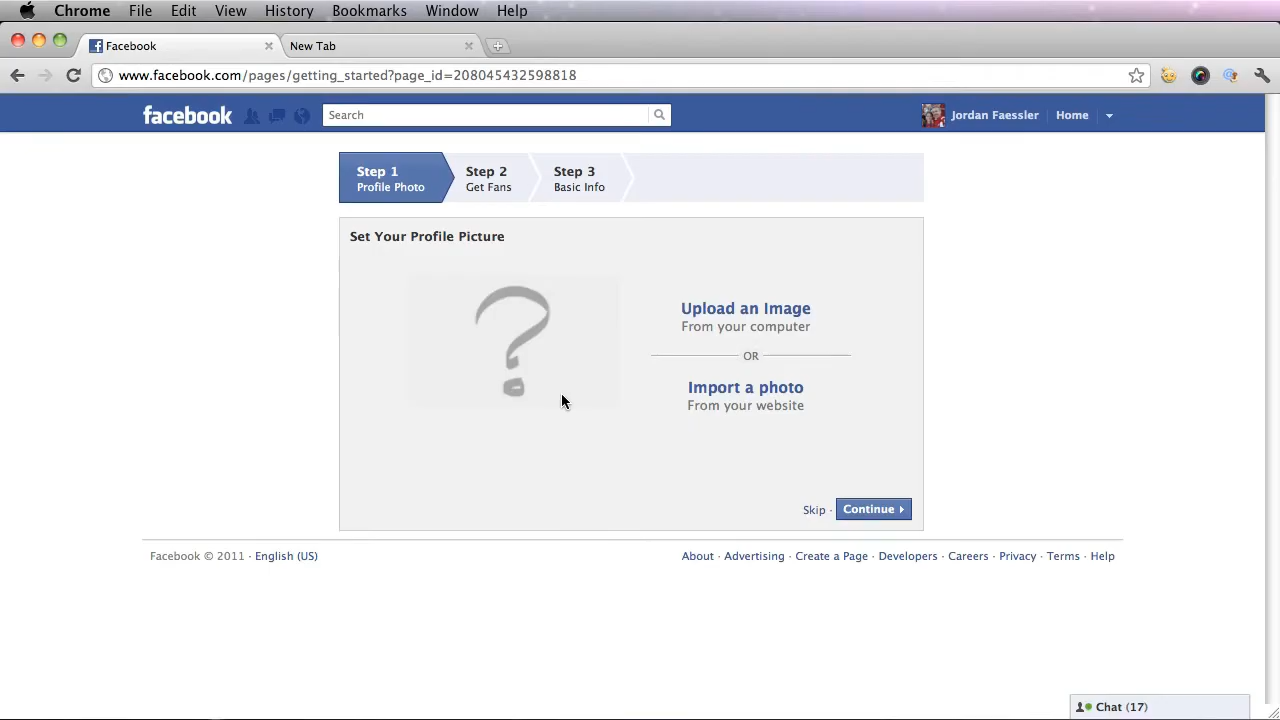 Chrome File Edit View History Bookmarks Window Help
Facebook New Tab
www.facebook.com/pages/getting_started?page_id=208045432598818
facebook Search Jordan Faessler Home
Step 1 Step 2 Step 3
Profile Photo Get Fans Basic Info
Set Your Profile Picture
?
Upload an Image
From your computer
OR
Import a photo
From your website
Skip · Continue
Facebook © 2011 · English (US) About · Advertising · Create a Page · Developers · Careers · Privacy · Terms · Help
Chat (17)